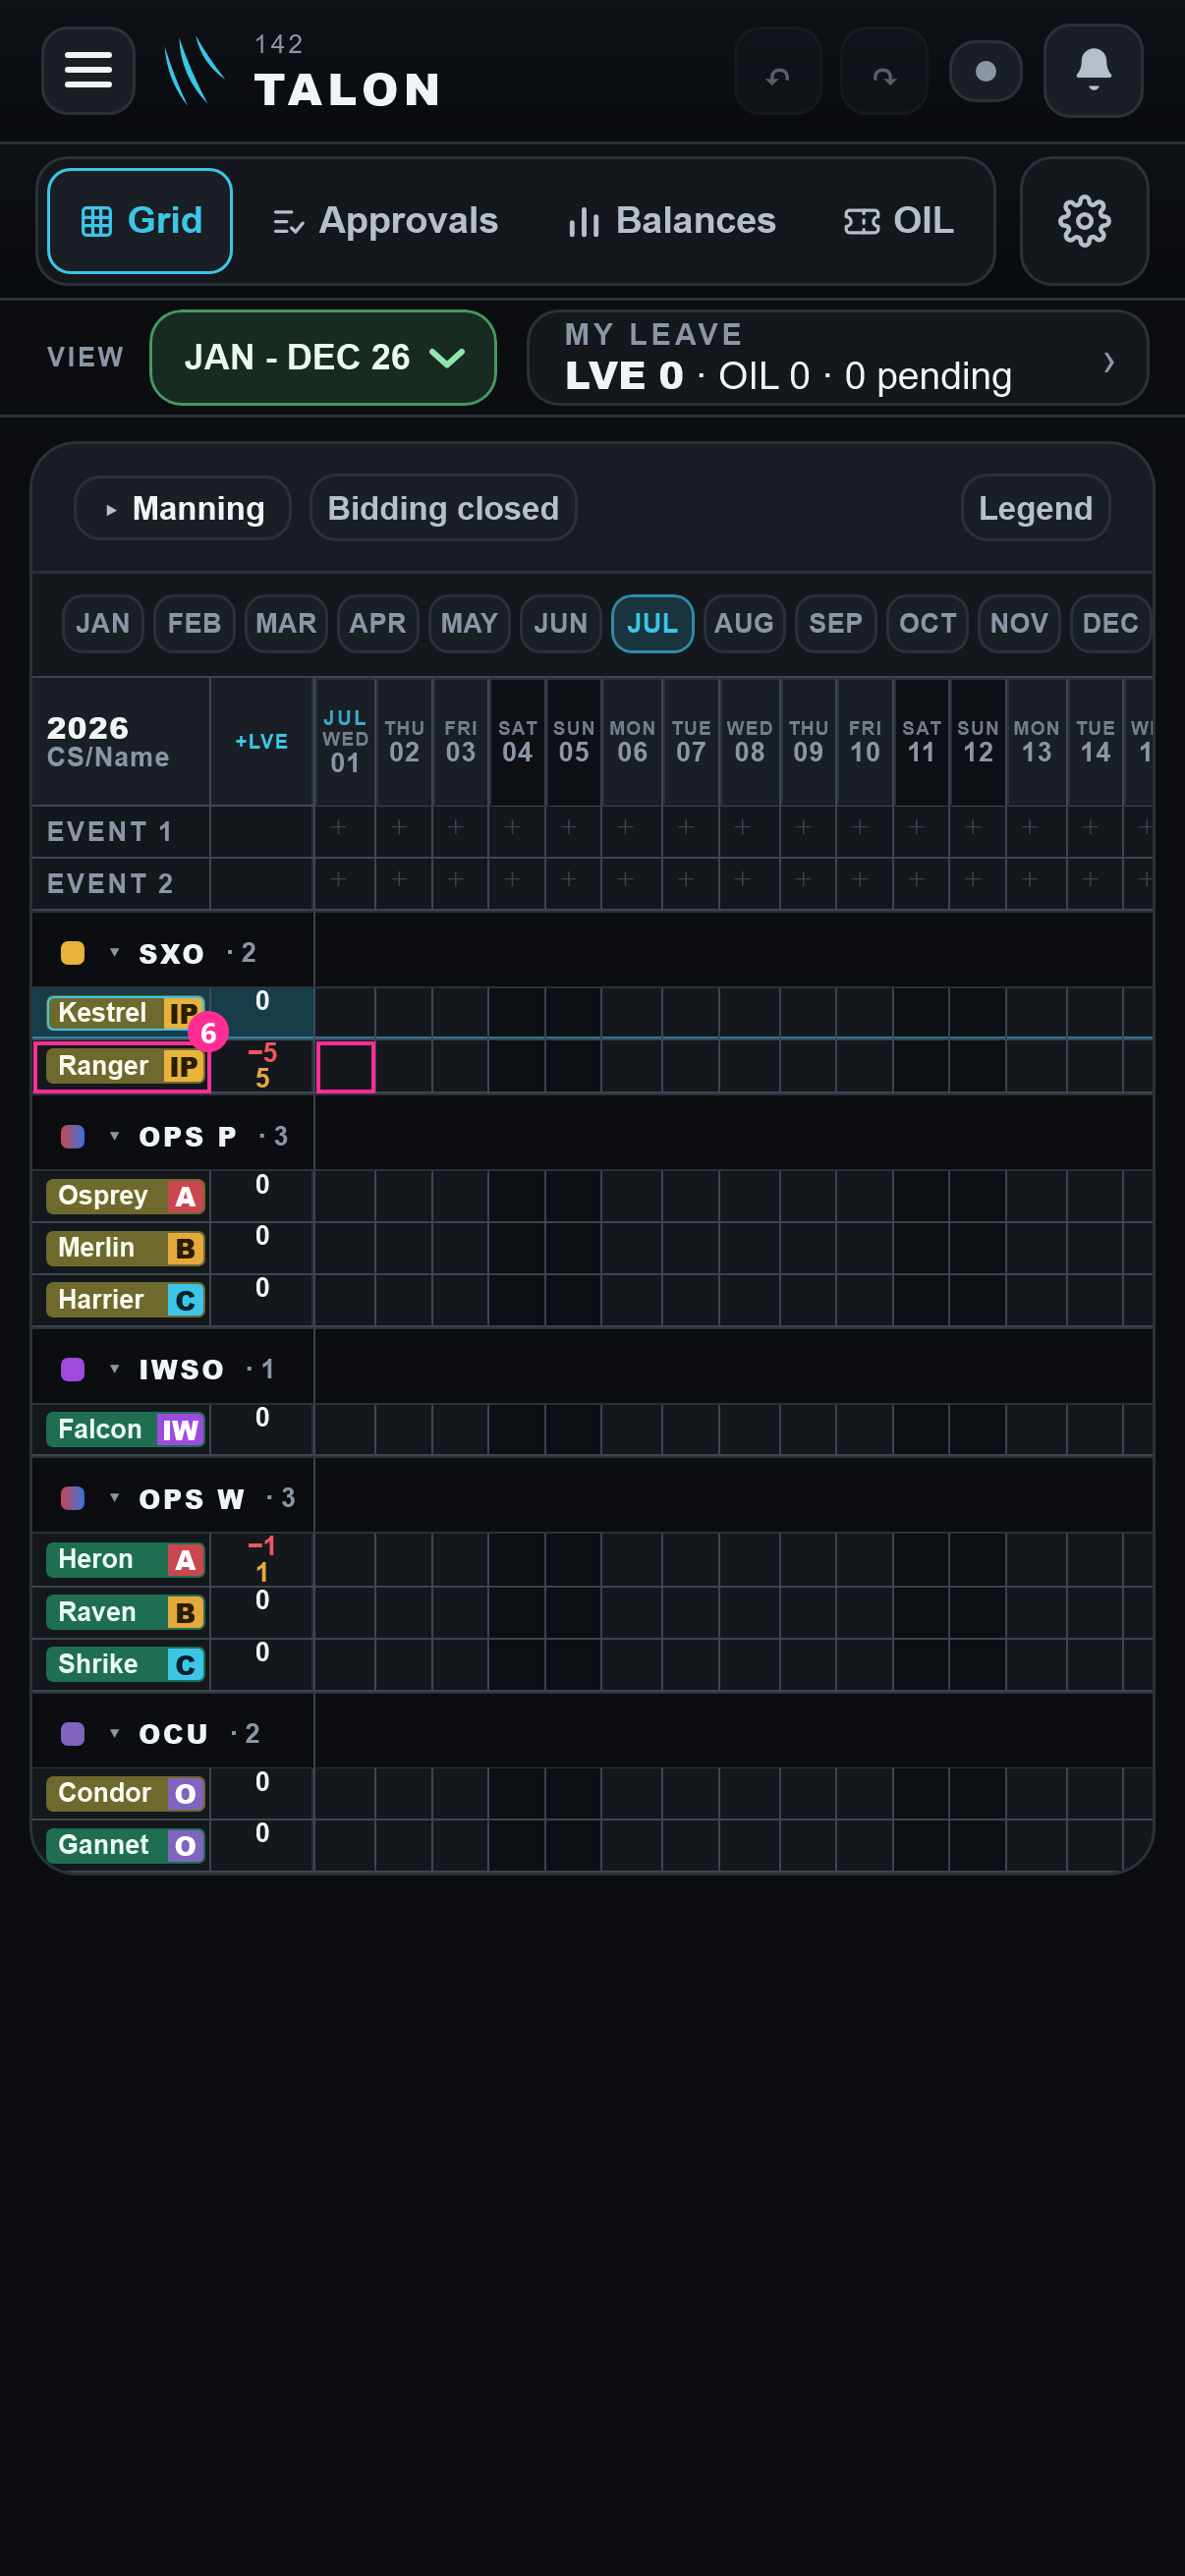 142
TALON
Grid
Approvals
Balances
OIL
VIEW
JAN - DEC 26
MY LEAVE
LVE 0 · OIL 0 · 0 pending
Manning
Bidding closed
Legend
JAN FEB MAR APR MAY JUN JUL AUG SEP OCT NOV DEC
2026
CS/Name
+LVE
JUL
WED THU FRI SAT SUN MON TUE WED THU FRI SAT SUN MON TUE
01 02 03 04 05 06 07 08 09 10 11 12 13 14
EVENT 1 + + + + + + + + + + + + + + +
EVENT 2 + + + + + + + + + + + + + + +
SXO · 2
Kestrel IP 0
6
Ranger IP −5
5
OPS P · 3
Osprey A 0
Merlin B 0
Harrier C 0
IWSO · 1
Falcon IW 0
OPS W · 3
Heron A −1
1
Raven B 0
Shrike C 0
OCU · 2
Condor O 0
Gannet O 0